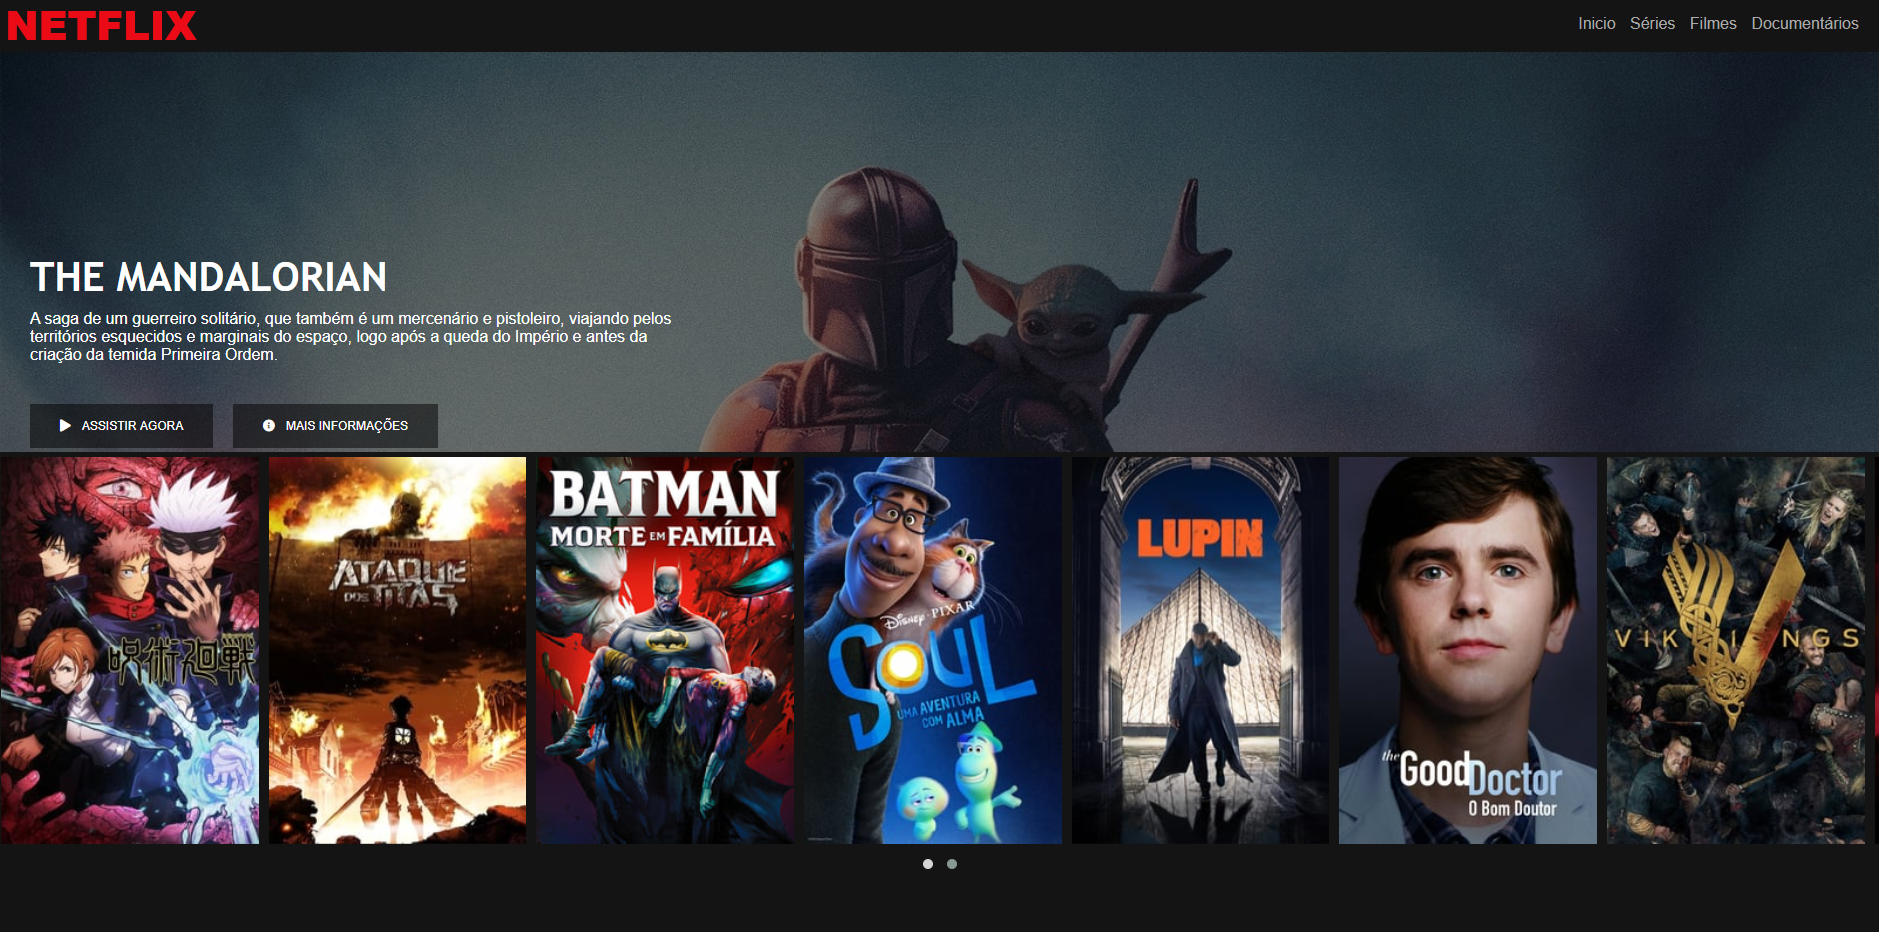 NETFLIX
Inicio Séries Filmes Documentários
THE MANDALORIAN
A saga de um guerreiro solitário, que também é um mercenário e pistoleiro, viajando pelos
territórios esquecidos e marginais do espaço, logo após a queda do Império e antes da
criação da temida Primeira Ordem.
ASSISTIR AGORA
MAIS INFORMAÇÕES
呪術廻戦
ATAQUE
DOS TITÃS
BATMAN
MORTE EM FAMÍLIA
DISNEY · PIXAR
SOUL
UMA AVENTURA
COM ALMA
LUPIN
the GoodDoctor
O Bom Doutor
VIKINGS